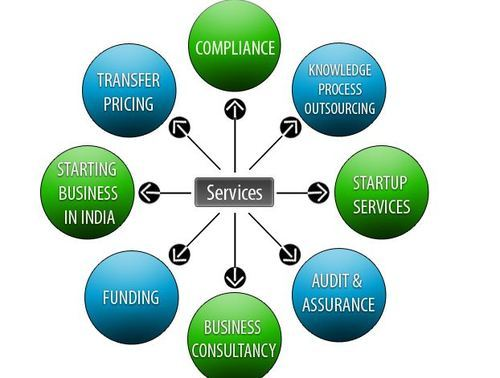 COMPLIANCE
KNOWLEDGE
PROCESS
OUTSOURCING
TRANSFER
PRICING
STARTING
BUSINESS
IN INDIA
Services
STARTUP
SERVICES
FUNDING
AUDIT &
ASSURANCE
BUSINESS
CONSULTANCY